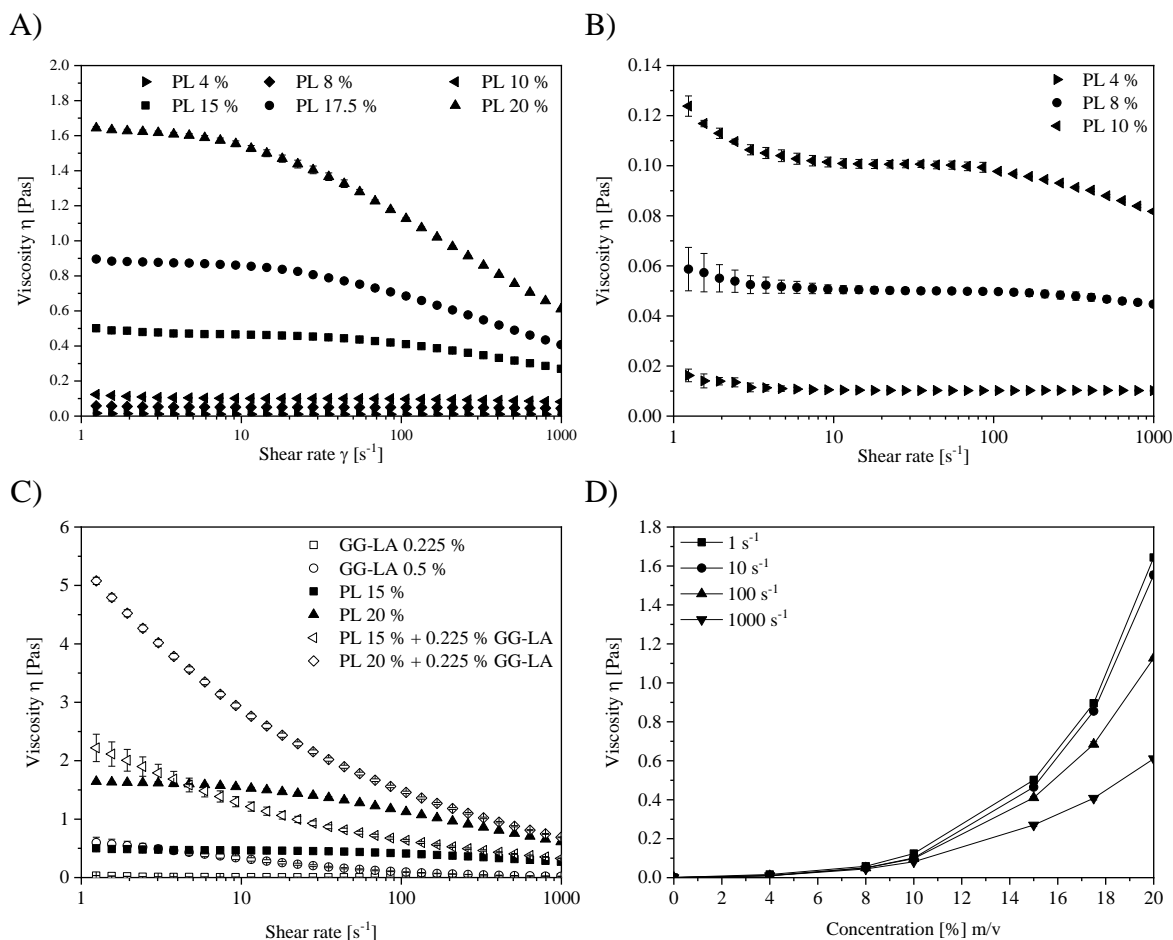 A)
Viscosity η [Pas]
2.0
1.8
1.6
1.4
1.2
1.0
0.8
0.6
0.4
0.2
0.0
PL 4 % PL 8 % PL 10 %
PL 15 % PL 17.5 % PL 20 %
1 10 100 1000
Shear rate γ [s⁻¹]
B)
Viscosity η [Pas]
0.14
0.12
0.10
0.08
0.06
0.04
0.02
0.00
PL 4 %
PL 8 %
PL 10 %
1 10 100 1000
Shear rate [s⁻¹]
C)
Viscosity η [Pas]
6
5
4
3
2
1
0
GG-LA 0.225 %
GG-LA 0.5 %
PL 15 %
PL 20 %
PL 15 % + 0.225 % GG-LA
PL 20 % + 0.225 % GG-LA
1 10 100 1000
Shear rate [s⁻¹]
D)
Viscosity η [Pas]
1.8
1.6
1.4
1.2
1.0
0.8
0.6
0.4
0.2
0.0
1 s⁻¹
10 s⁻¹
100 s⁻¹
1000 s⁻¹
0 2 4 6 8 10 12 14 16 18 20
Concentration [%] m/v